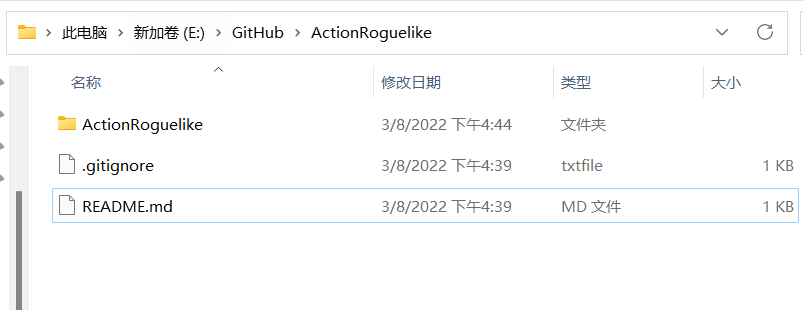 此电脑 > 新加卷 (E:) > GitHub > ActionRoguelike
名称 修改日期 类型 大小
ActionRoguelike 3/8/2022 下午4:44 文件夹
.gitignore 3/8/2022 下午4:39 txtfile 1 KB
README.md 3/8/2022 下午4:39 MD 文件 1 KB